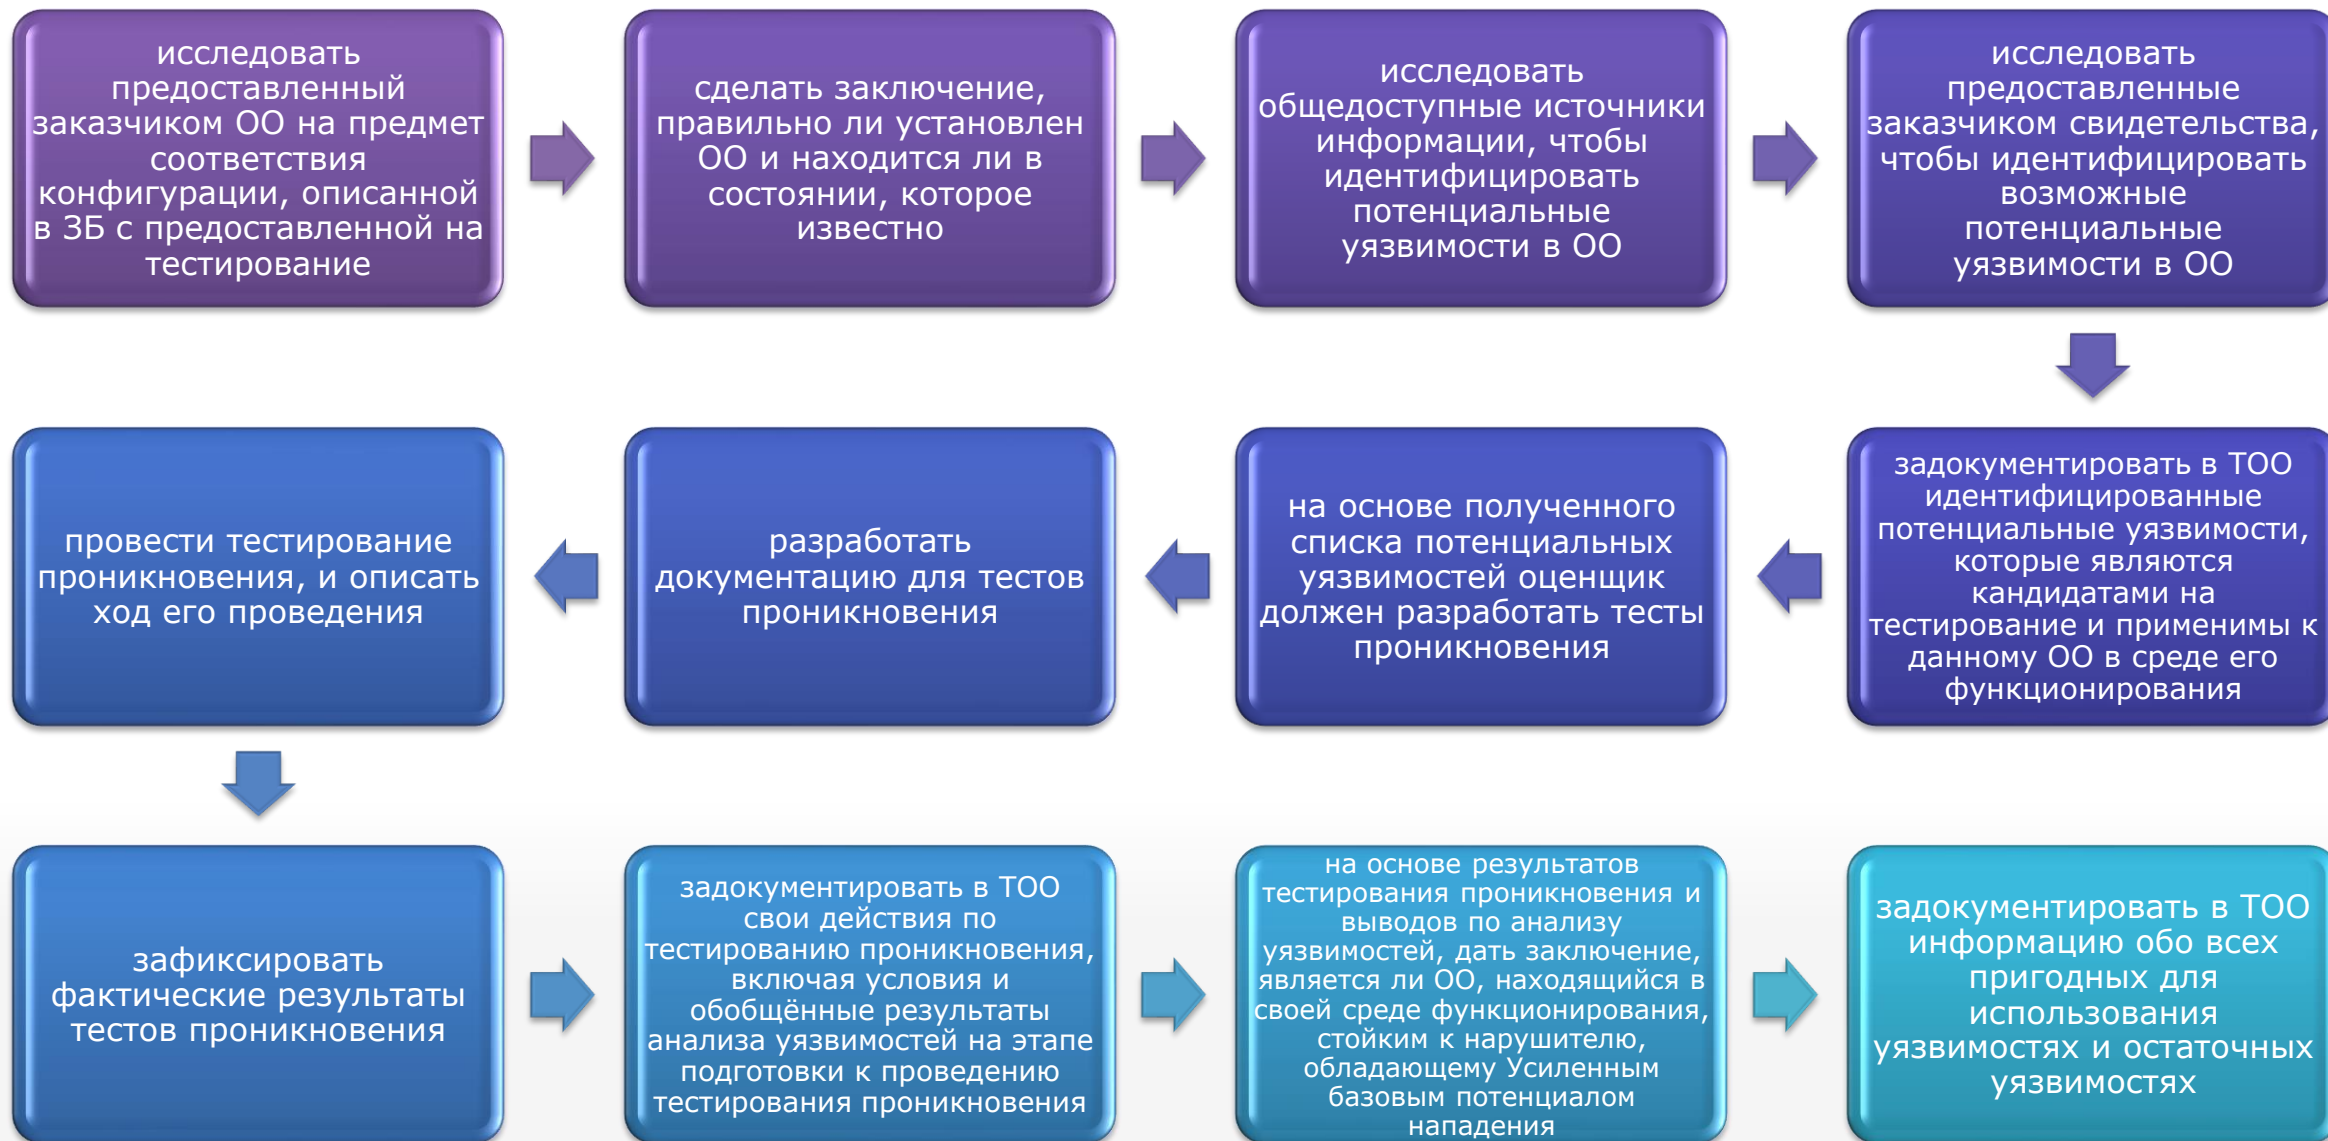 исследовать
предоставленный
заказчиком ОО на предмет
соответствия
конфигурации, описанной
в ЗБ с предоставленной на
тестирование
сделать заключение,
правильно ли установлен
ОО и находится ли в
состоянии, которое
известно
исследовать
общедоступные источники
информации, чтобы
идентифицировать
потенциальные
уязвимости в ОО
исследовать
предоставленные
заказчиком свидетельства,
чтобы идентифицировать
возможные
потенциальные
уязвимости в ОО
задокументировать в ТОО
идентифицированные
потенциальные уязвимости,
которые являются
кандидатами на
тестирование и применимы к
данному ОО в среде его
функционирования
на основе полученного
списка потенциальных
уязвимостей оценщик
должен разработать тесты
проникновения
разработать
документацию для тестов
проникновения
провести тестирование
проникновения, и описать
ход его проведения
зафиксировать
фактические результаты
тестов проникновения
задокументировать в ТОО
свои действия по
тестированию проникновения,
включая условия и
обобщённые результаты
анализа уязвимостей на этапе
подготовки к проведению
тестирования проникновения
на основе результатов
тестирования проникновения и
выводов по анализу
уязвимостей, дать заключение,
является ли ОО, находящийся в
своей среде функционирования,
стойким к нарушителю,
обладающему Усиленным
базовым потенциалом
нападения
задокументировать в ТОО
информацию обо всех
пригодных для
использования
уязвимостях и остаточных
уязвимостях